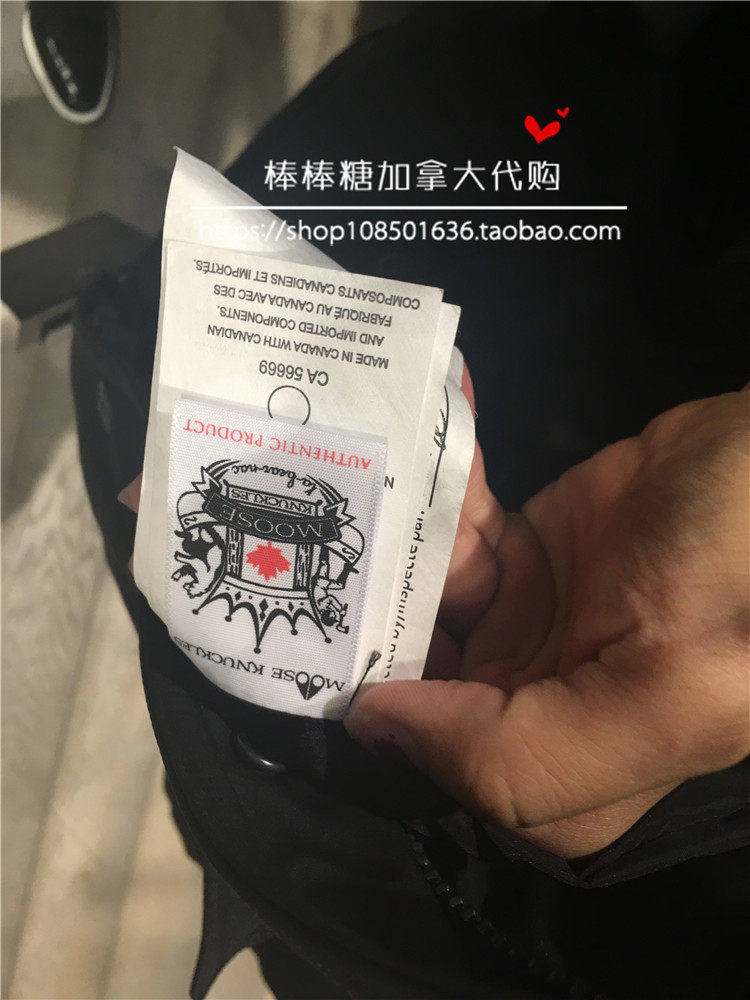 棒棒糖加拿大代购
https://shop108501636.taobao.com
MOOSE KNUCKLES
MOOSE
KNUCKLES
AUTHENTIC PRODUCT
CA 56669
MADE IN CANADA WITH CANADIAN
AND IMPORTED COMPONENTS.
FABRIQUÉ AU CANADA AVEC DES
COMPOSANTS CANADIENS ET IMPORTÉS.